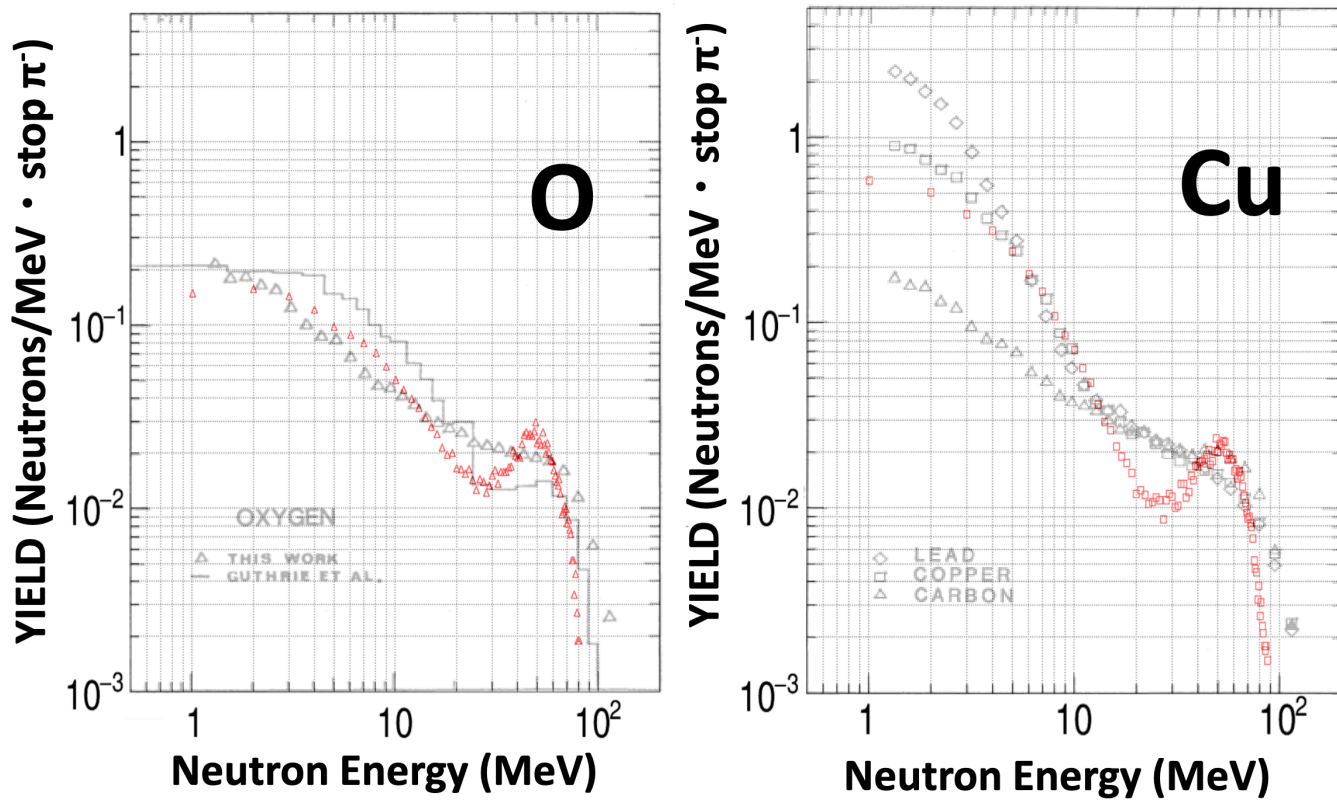 YIELD (Neutrons/MeV・stop π⁻)
1
10⁻¹
10⁻²
10⁻³
O
OXYGEN
THIS WORK
GUTHRIE ET AL.
1 10 10²
Neutron Energy (MeV)
YIELD (Neutrons/MeV・stop π⁻)
1
10⁻¹
10⁻²
10⁻³
Cu
LEAD
COPPER
CARBON
1 10 10²
Neutron Energy (MeV)